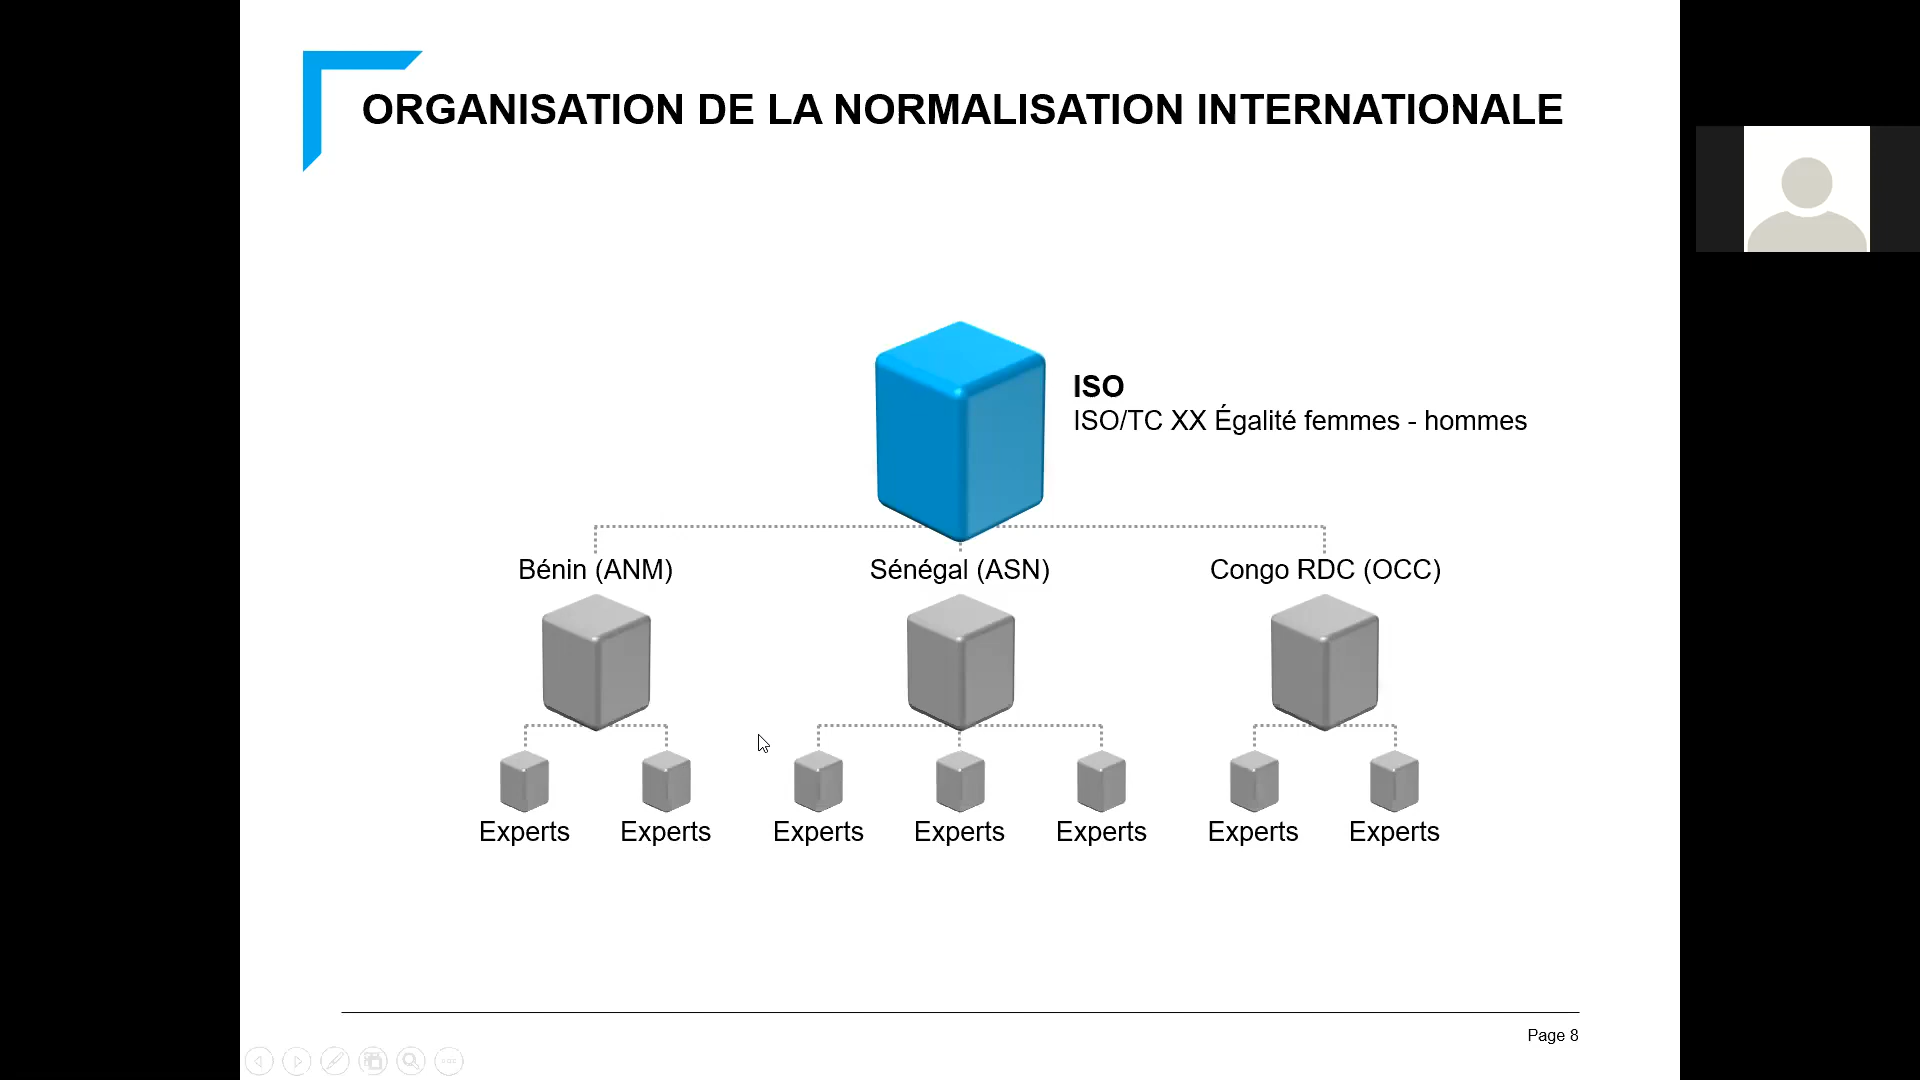 ORGANISATION DE LA NORMALISATION INTERNATIONALE
ISO
ISO/TC XX Égalité femmes - hommes
Bénin (ANM)
Sénégal (ASN)
Congo RDC (OCC)
Experts
Experts
Experts
Experts
Experts
Experts
Experts
Page 8